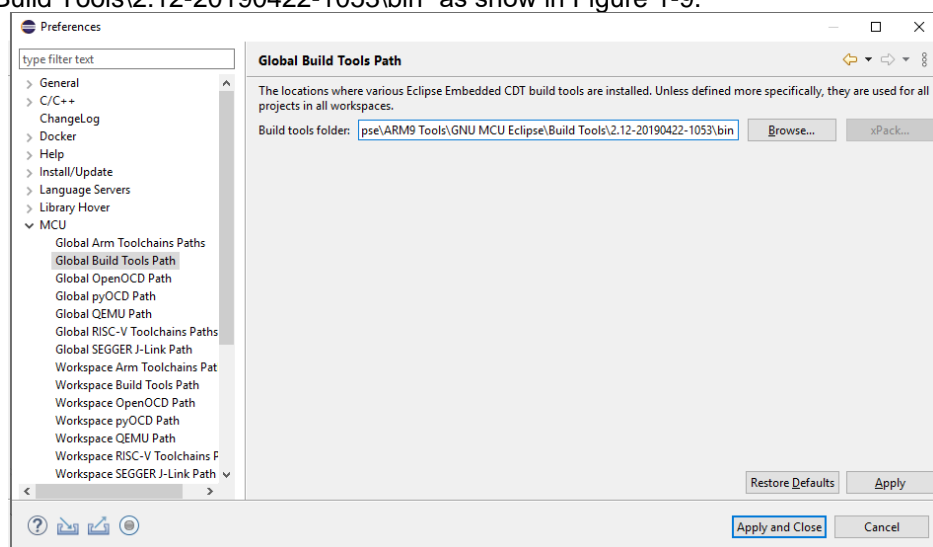 Build Tools\2.12-20190422-1053\bin" as show in Figure 1-9.
Preferences
type filter text
General
C/C++
ChangeLog
Docker
Help
Install/Update
Language Servers
Library Hover
MCU
Global Arm Toolchains Paths
Global Build Tools Path
Global OpenOCD Path
Global pyOCD Path
Global QEMU Path
Global RISC-V Toolchains Paths
Global SEGGER J-Link Path
Workspace Arm Toolchains Pat
Workspace Build Tools Path
Workspace OpenOCD Path
Workspace pyOCD Path
Workspace QEMU Path
Workspace RISC-V Toolchains P
Workspace SEGGER J-Link Path
Global Build Tools Path
The locations where various Eclipse Embedded CDT build tools are installed. Unless defined more specifically, they are used for all
projects in all workspaces.
Build tools folder: pse\ARM9 Tools\GNU MCU Eclipse\Build Tools\2.12-20190422-1053\bin Browse... xPack...
Restore Defaults Apply
Apply and Close Cancel